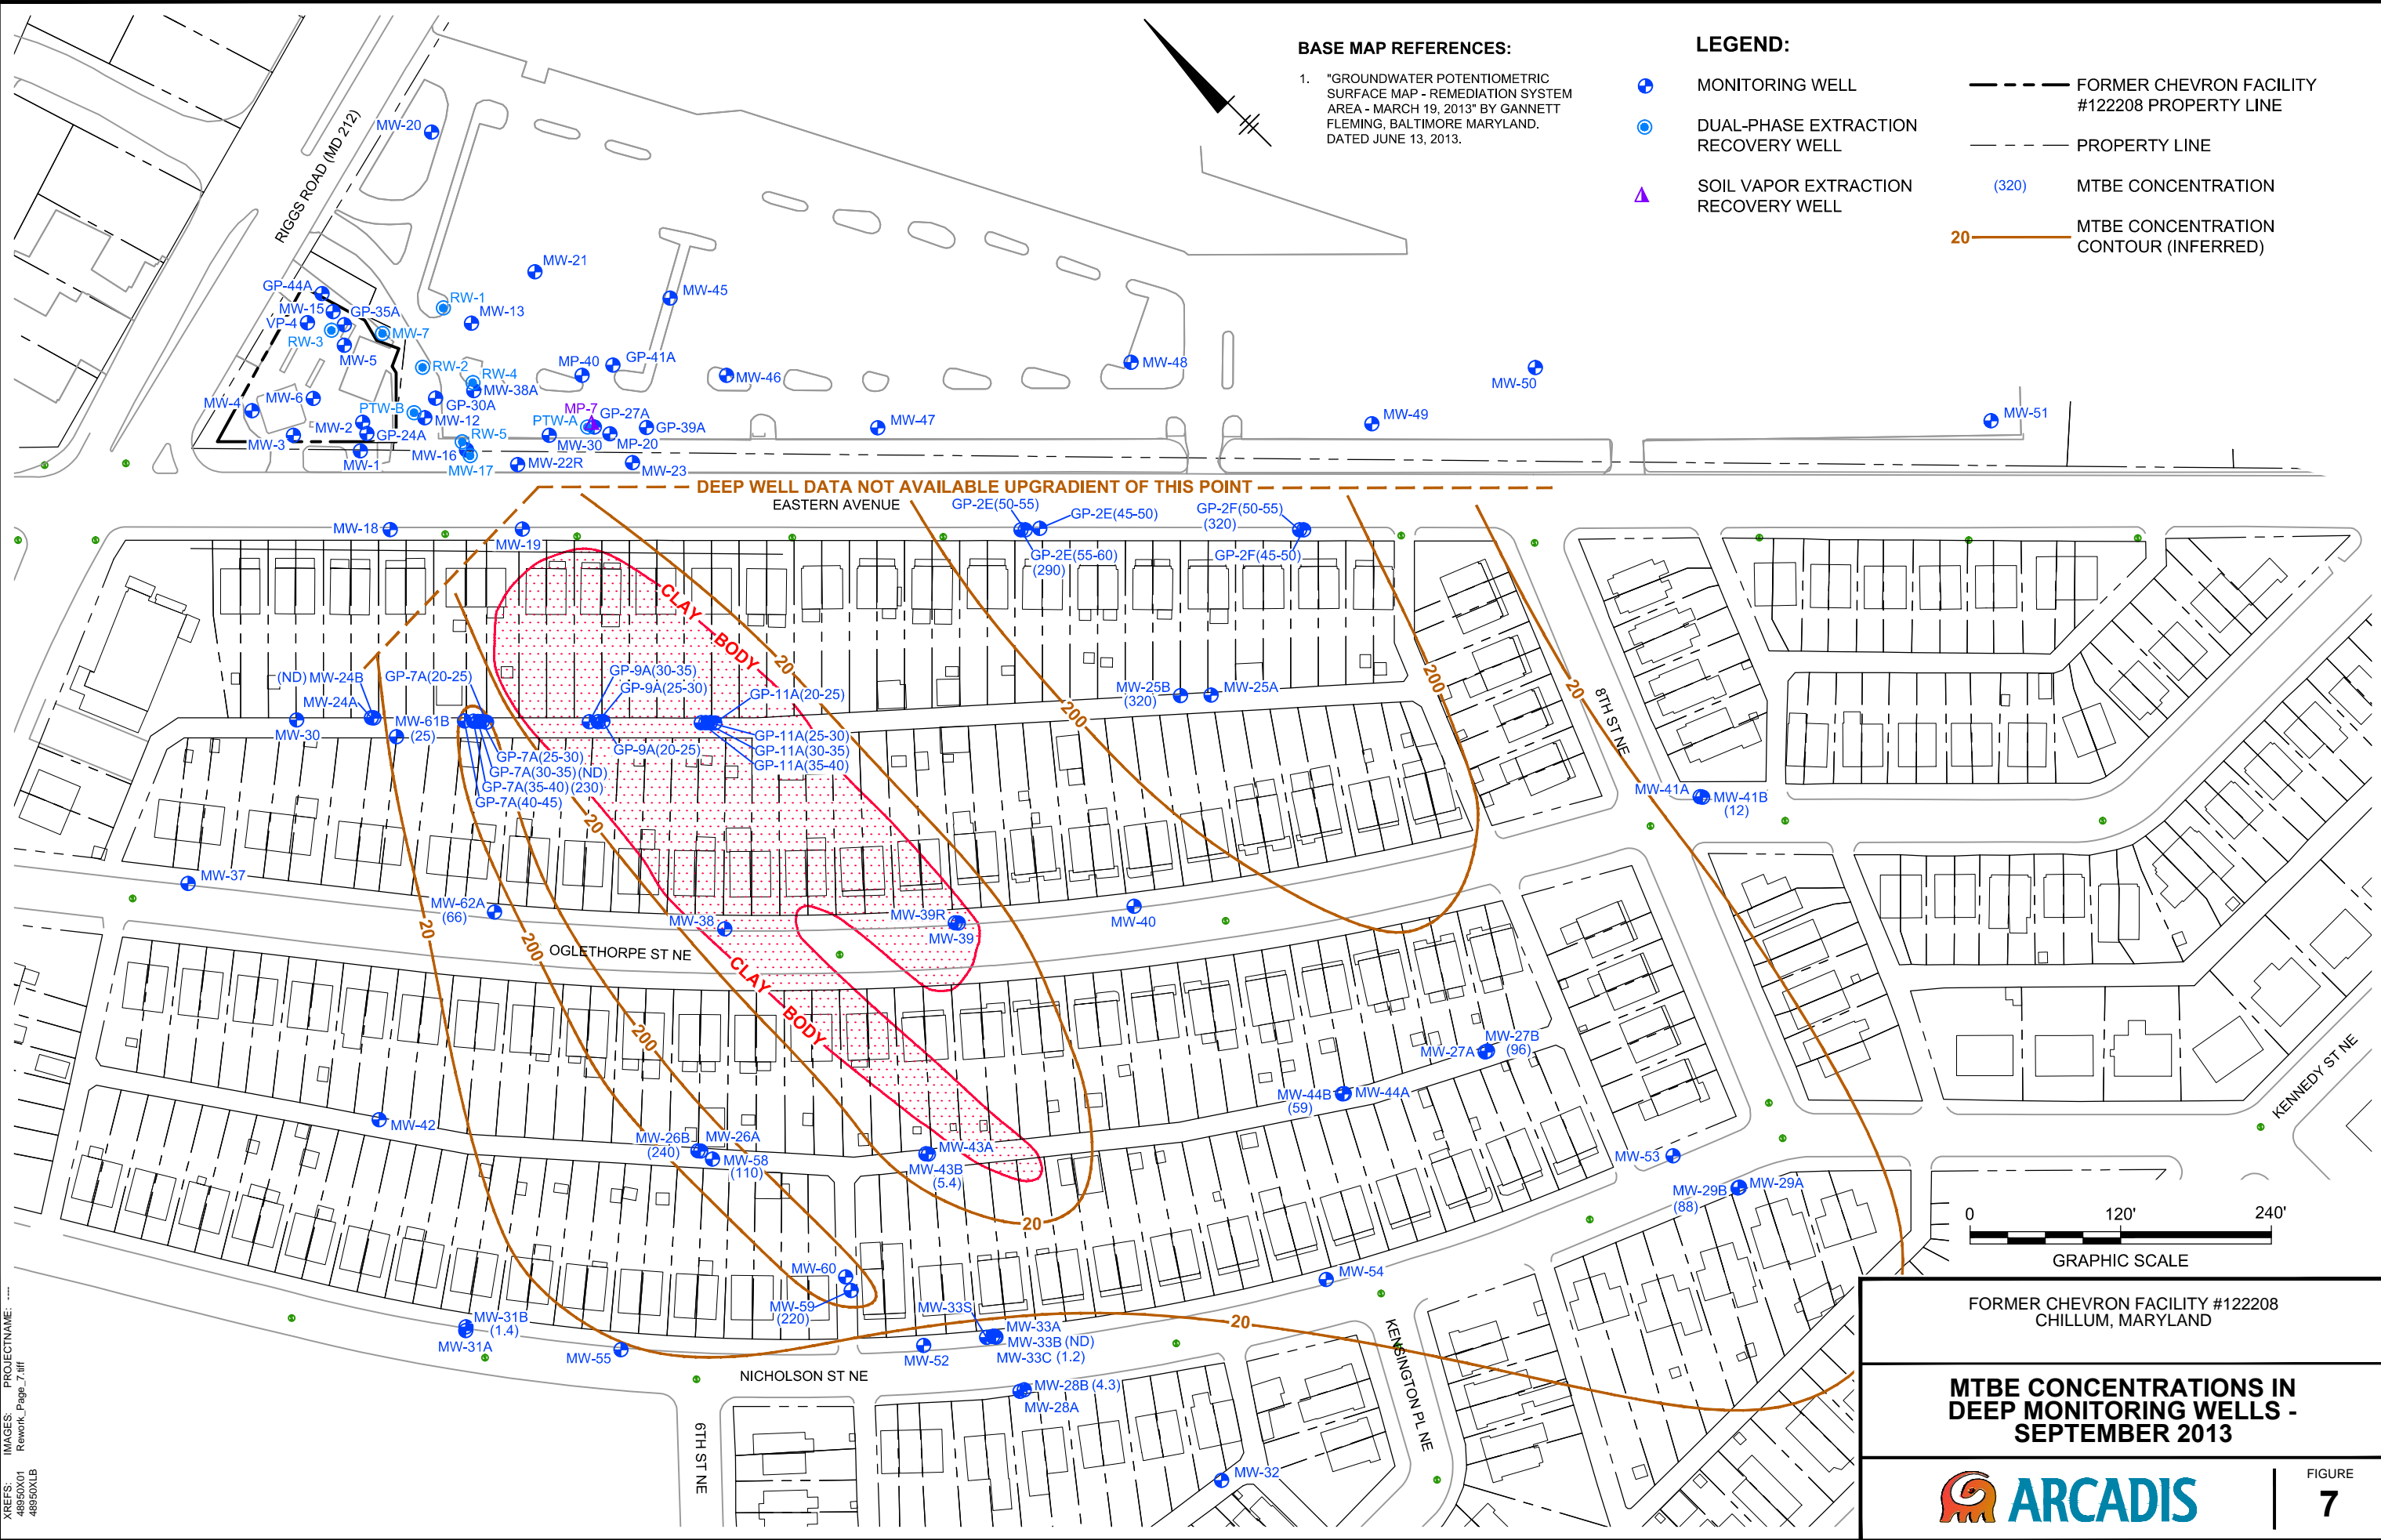 BASE MAP REFERENCES:
1. "GROUNDWATER POTENTIOMETRIC
SURFACE MAP - REMEDIATION SYSTEM
AREA - MARCH 19, 2013" BY GANNETT
FLEMING, BALTIMORE MARYLAND.
DATED JUNE 13, 2013.
LEGEND:
MONITORING WELL
DUAL-PHASE EXTRACTION
RECOVERY WELL
SOIL VAPOR EXTRACTION
RECOVERY WELL
FORMER CHEVRON FACILITY
#122208 PROPERTY LINE
PROPERTY LINE
(320) MTBE CONCENTRATION
20 MTBE CONCENTRATION
CONTOUR (INFERRED)
RIGGS ROAD (MD 212)
MW-20
MW-21
MW-45
GP-44A
MW-15
GP-35A
VP-4
RW-3
MW-5
MW-7
RW-1
MW-13
RW-2
RW-4
MW-38A
GP-30A
MP-40
GP-41A
MW-46
MW-48
MW-50
MW-4
MW-6
PTW-B
MW-12
MW-2
GP-24A
MW-3
MW-1
RW-5
MW-16
MW-17
MP-7
PTW-A
GP-27A
MW-30
MP-20
GP-39A
MW-22R
MW-23
MW-47
MW-49
MW-51
DEEP WELL DATA NOT AVAILABLE UPGRADIENT OF THIS POINT
EASTERN AVENUE
MW-18
MW-19
GP-2E(50-55)
GP-2E(45-50)
GP-2E(55-60)
(290)
GP-2F(50-55)
(320)
GP-2F(45-50)
CLAY BODY
20
200
200
20
8TH ST NE
(ND) MW-24B
MW-24A
MW-30
GP-7A(20-25)
MW-61B
(25)
GP-9A(30-35)
GP-9A(25-30)
GP-9A(20-25)
GP-11A(20-25)
GP-11A(25-30)
GP-11A(30-35)
GP-11A(35-40)
GP-7A(25-30)
GP-7A(30-35)(ND)
GP-7A(35-40)(230)
GP-7A(40-45)
MW-25B
(320)
MW-25A
MW-41A
MW-41B
(12)
20
MW-37
MW-62A
(66)
20
200
MW-38
MW-39R
MW-39
MW-40
OGLETHORPE ST NE
CLAY BODY
200
MW-27B
(96)
MW-27A
MW-44B
(59)
MW-44A
KENNEDY ST NE
MW-42
MW-26B
(240)
MW-26A
MW-58
(110)
MW-43A
MW-43B
(5.4)
20
MW-53
MW-29B
(88)
MW-29A
MW-60
MW-59
(220)
MW-54
MW-31B
(1.4)
MW-31A
MW-55
MW-33S
MW-33A
MW-33B (ND)
MW-33C (1.2)
MW-52
20
NICHOLSON ST NE
MW-28B (4.3)
MW-28A
KENSINGTON PL NE
6TH ST NE
MW-32
0 120' 240'
GRAPHIC SCALE
FORMER CHEVRON FACILITY #122208
CHILLUM, MARYLAND
MTBE CONCENTRATIONS IN
DEEP MONITORING WELLS -
SEPTEMBER 2013
ARCADIS
FIGURE
7
XREFS: IMAGES: PROJECTNAME: ----
48950X01 Rework_Page_7.tiff
48950XLB